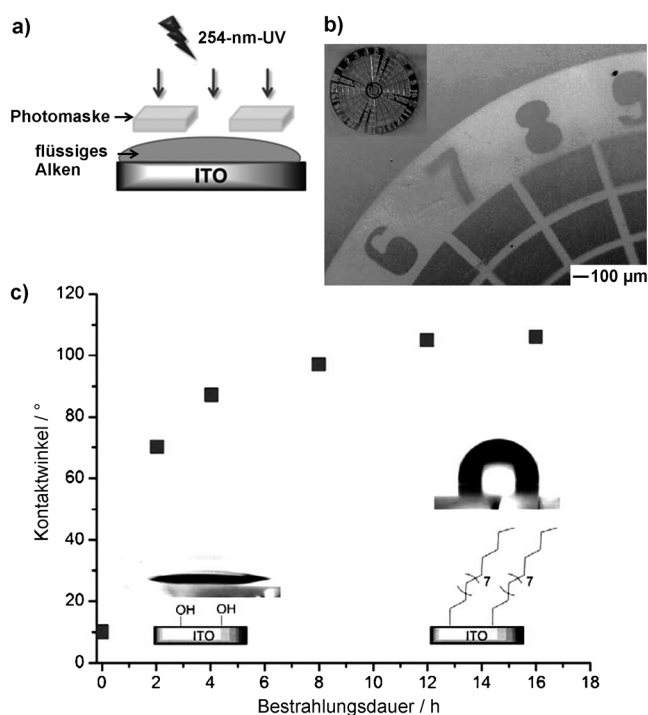 a)
254-nm-UV
Photomaske
flüssiges
Alken
ITO
b)
6 7 8 9
100 µm
c)
Kontaktwinkel / °
120
100
80
60
40
20
0
OH OH
ITO
7 7
ITO
0 2 4 6 8 10 12 14 16 18
Bestrahlungsdauer / h